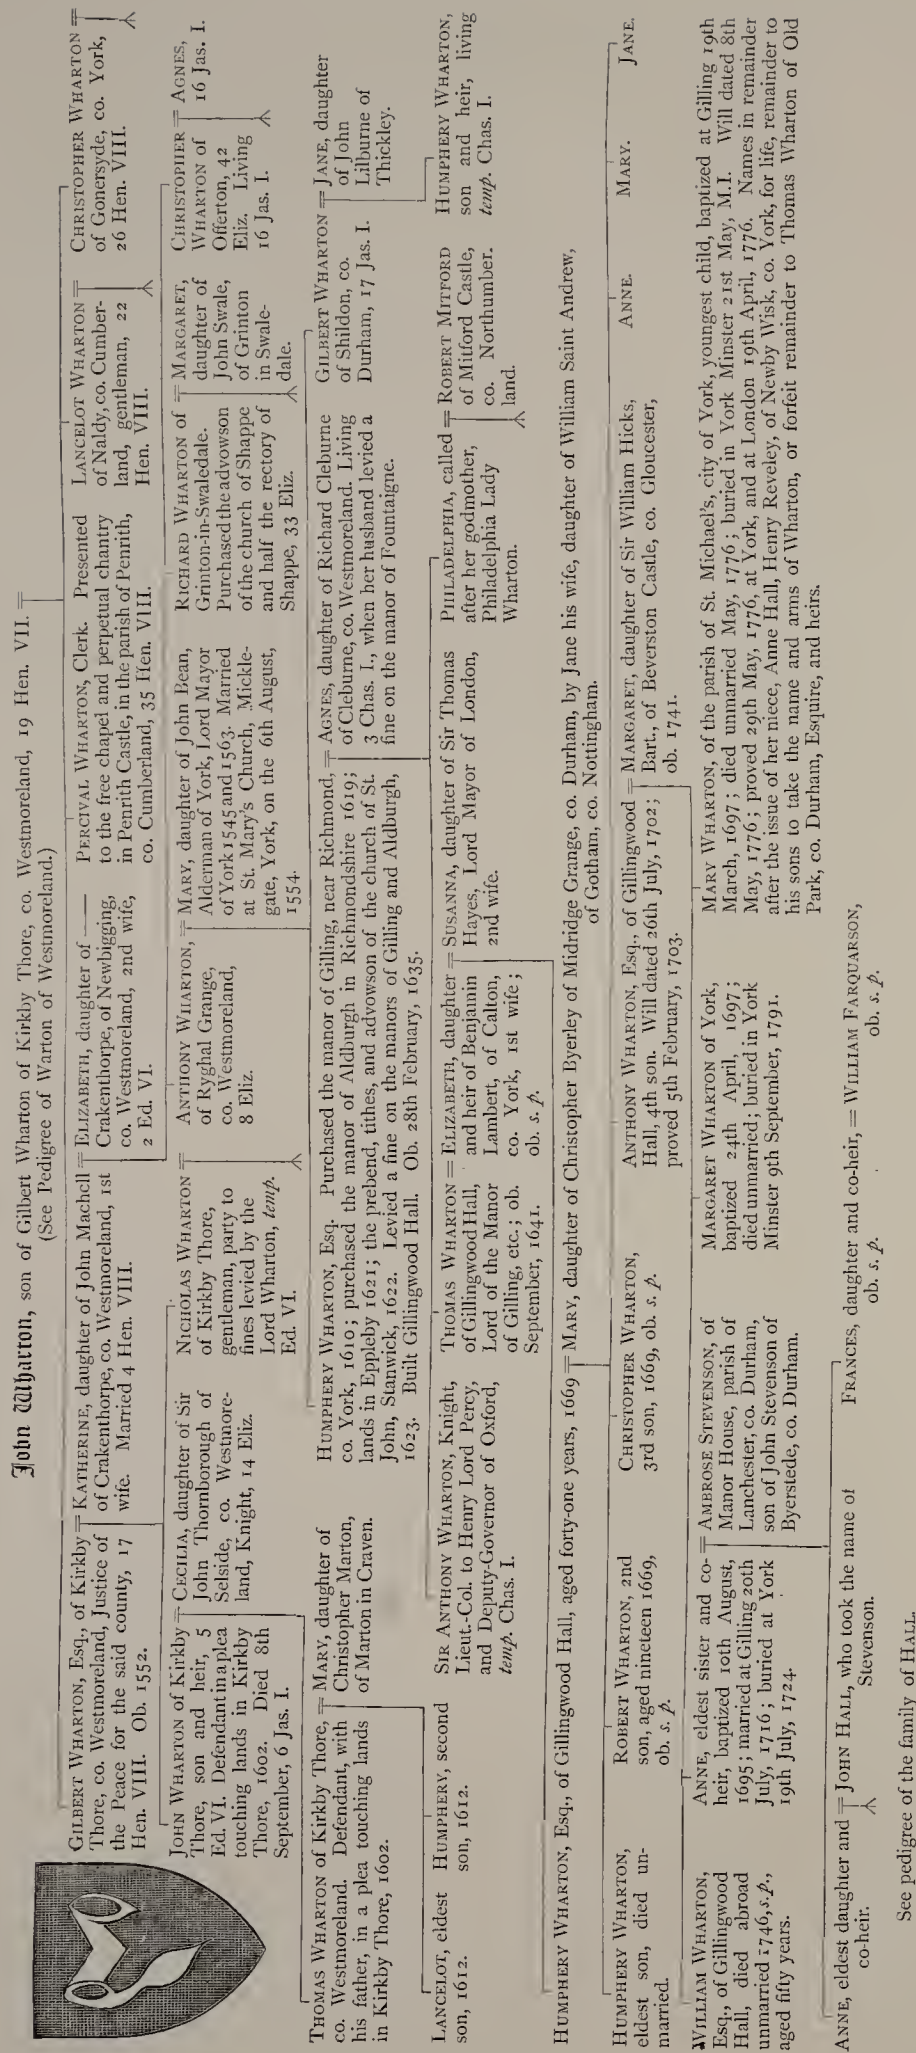 John Wharton, son of Gilbert Wharton of Kirkby Thore, co. Westmoreland, 19 Hen. VII. =
(See Pedigree of Warton of Westmoreland.)
GILBERT WHARTON, Esq., of Kirkby
Thore, co. Westmoreland, Justice of
the Peace for the said county, 17
Hen. VIII. Ob. 1552.
= KATHERINE, daughter of John Machell
of Crakenthorpe, co. Westmoreland, 1st
wife. Married 4 Hen. VIII.
= ELIZABETH, daughter of ——
Crakenthorpe, of Newbigging,
co. Westmoreland, 2nd wife,
2 Ed. VI.
PERCIVAL WHARTON, Clerk. Presented
to the free chapel and perpetual chantry
in Penrith Castle, in the parish of Penrith,
co. Cumberland, 35 Hen. VIII.
LANCELOT WHARTON =
of Naldy, co. Cumber-
land, gentleman, 22
Hen. VIII.
CHRISTOPHER WHARTON =
of Gonersyde, co. York,
26 Hen. VIII.
JOHN WHARTON of Kirkby
Thore, son and heir, 5
Ed. VI. Defendant in a plea
touching lands in Kirkby
Thore, 1602. Died 8th
September, 6 Jas. I.
= CECILIA, daughter of Sir
John Thornborough of
Selside, co. Westmore-
land, Knight, 14 Eliz.
NICHOLAS WHARTON =
of Kirkby Thore,
gentleman, party to
fines levied by the
Lord Wharton, temp.
Ed. VI.
ANTHONY WHARTON,
of Ryghal Grange,
co. Westmoreland,
8 Eliz.
= MARY, daughter of John Bean,
Alderman of York, Lord Mayor
of York 1545 and 1563. Married
at St. Mary's Church, Mickle-
gate, York, on the 6th August,
1554.
RICHARD WHARTON of
Grinton-in-Swaledale.
Purchased the advowson
of the church of Shappe
and half the rectory of
Shappe, 33 Eliz.
= MARGARET,
daughter of
John Swale,
of Grinton
in Swale-
dale.
CHRISTOPHER
WHARTON of
Offerton, 42
Eliz. Living
16 Jas. I.
= AGNES,
16 Jas. I.
THOMAS WHARTON of Kirkby Thore,
co. Westmoreland. Defendant, with
his father, in a plea touching lands
in Kirkby Thore, 1602.
= MARY, daughter of
Christopher Marton,
of Marton in Craven.
HUMPHERY WHARTON, Esq. Purchased the manor of Gilling, near Richmond,
co. York, 1610; purchased the manor of Aldburgh in Richmondshire 1619;
lands in Eppleby 1621; the prebend, tithes, and advowson of the church of St.
John, Stanwick, 1622. Levied a fine on the manors of Gilling and Aldburgh,
1623. Built Gillingwood Hall. Ob. 28th February, 1635.
= AGNES, daughter of Richard Cleburne
of Cleburne, co. Westmoreland. Living
3 Chas. I., when her husband levied a
fine on the manor of Fountaigne.
GILBERT WHARTON
of Shildon, co.
Durham, 17 Jas. I.
= JANE, daughter
of John
Lilburne of
Thickley.
LANCELOT, eldest
son, 1612.
HUMPHERY, second
son, 1612.
SIR ANTHONY WHARTON, Knight,
Lieut.-Col. to Henry Lord Percy,
and Deputy-Governor of Oxford,
temp. Chas. I.
THOMAS WHARTON
of Gillingwood Hall,
Lord of the Manor
of Gilling, etc.; ob.
September, 1641.
= ELIZABETH, daughter
and heir of Benjamin
Lambert, of Calton,
co. York, 1st wife;
ob. s. p.
= SUSANNA, daughter of Sir Thomas
Hayes, Lord Mayor of London,
2nd wife.
PHILADELPHIA, called
after her godmother,
Philadelphia Lady
Wharton.
= ROBERT MITFORD
of Mitford Castle,
co. Northumber-
land.
HUMPHERY WHARTON,
son and heir, living
temp. Chas. I.
HUMPHERY WHARTON, Esq., of Gillingwood Hall, aged forty-one years, 1669 = MARY, daughter of Christopher Byerley of Midridge Grange, co. Durham, by Jane his wife, daughter of William Saint Andrew,
of Gotham, co. Nottingham.
HUMPHERY WHARTON,
eldest son, died un-
married.
ROBERT WHARTON, 2nd
son, aged nineteen 1669,
ob. s. p.
CHRISTOPHER WHARTON,
3rd son, 1669, ob. s. p.
ANTHONY WHARTON, Esq., of Gillingwood
Hall, 4th son. Will dated 26th July, 1702;
proved 5th February, 1703.
= MARGARET, daughter of Sir William Hicks,
Bart., of Beverston Castle, co. Gloucester,
ob. 1741.
ANNE.
MARY.
JANE.
WILLIAM WHARTON,
Esq., of Gillingwood
Hall, died abroad
unmarried 1746, s.p.,
aged fifty years.
ANNE, eldest sister and co-
heir, baptized 10th August,
1695; married at Gilling 20th
July, 1716; buried at York
19th July, 1724.
= AMBROSE STEVENSON, of
Manor House, parish of
Lanchester, co. Durham,
son of John Stevenson of
Byerstede, co. Durham.
MARGARET WHARTON of York,
baptized 24th April, 1697;
died unmarried; buried in York
Minster 9th September, 1791.
MARY WHARTON, of the parish of St. Michael's, city of York, youngest child, baptized at Gilling 19th
March, 1697; died unmarried May, 1776; buried in York Minster 21st May, M.I. Will dated 8th
May, 1776; proved 29th May, 1776, at York, and at London 19th April, 1776. Names in remainder
after the issue of her niece, Anne Hall, Henry Reveley, of Newby Wisk, co. York, for life, remainder to
his sons to take the name and arms of Wharton, or forfeit remainder to Thomas Wharton of Old
Park, co. Durham, Esquire, and heirs.
ANNE, eldest daughter and
co-heir.
= JOHN HALL, who took the name of
Stevenson.
FRANCES, daughter and co-heir,
ob. s. p.
= WILLIAM FARQUARSON,
ob. s. p.
See pedigree of the family of HALL.